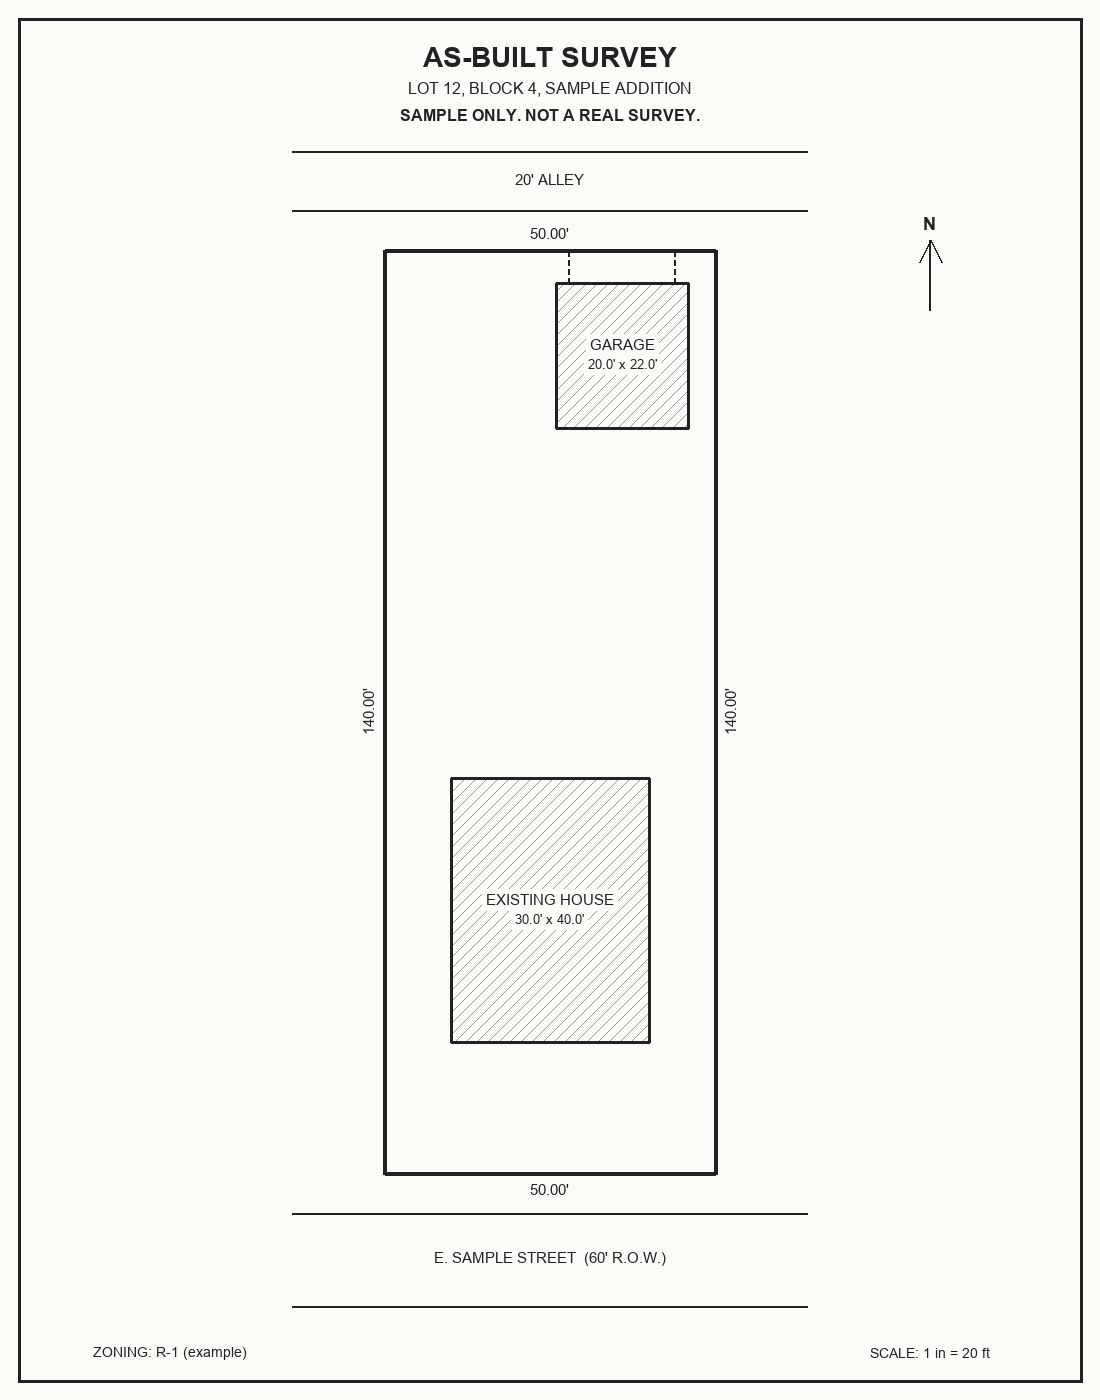 AS-BUILT SURVEY
LOT 12, BLOCK 4, SAMPLE ADDITION
SAMPLE ONLY. NOT A REAL SURVEY.
20' ALLEY
N
50.00'
GARAGE
20.0' x 22.0'
140.00'
140.00'
EXISTING HOUSE
30.0' x 40.0'
50.00'
E. SAMPLE STREET (60' R.O.W.)
ZONING: R-1 (example)
SCALE: 1 in = 20 ft